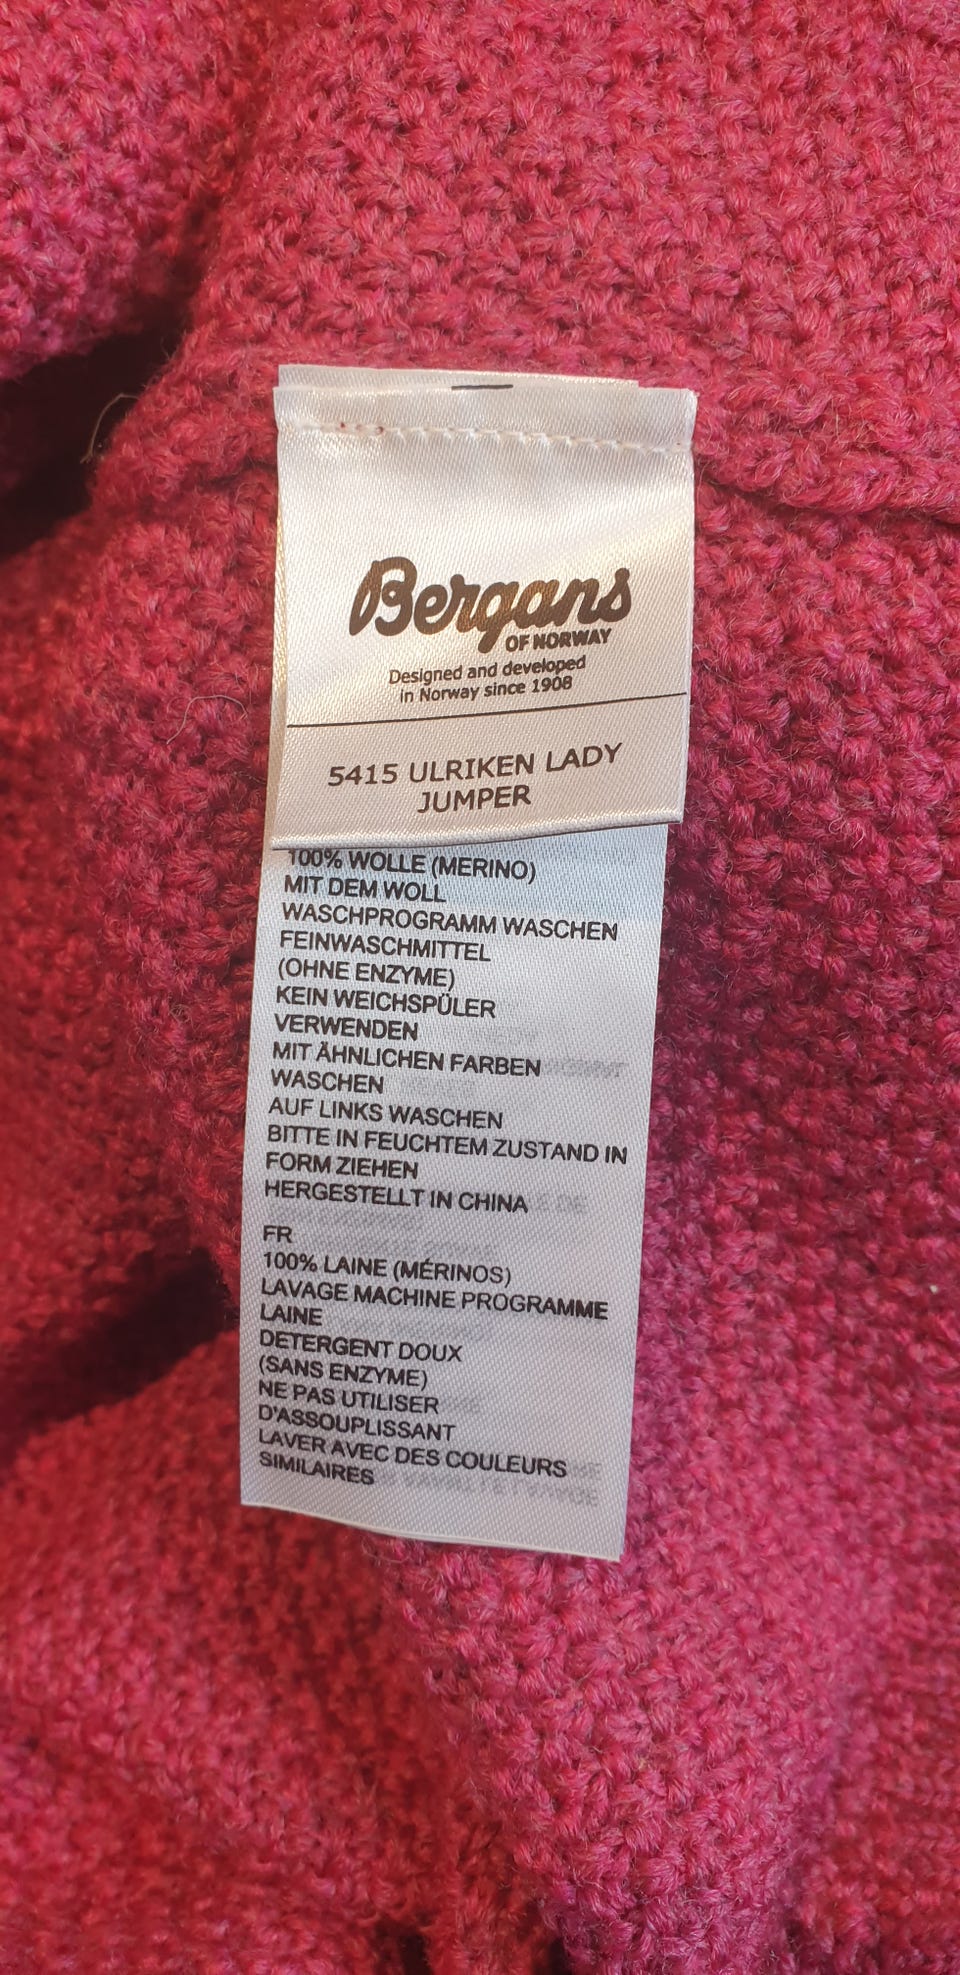 Bergans
OF NORWAY
Designed and developed
in Norway since 1908
5415 ULRIKEN LADY
JUMPER
100% WOLLE (MERINO)
MIT DEM WOLL
WASCHPROGRAMM WASCHEN
FEINWASCHMITTEL
(OHNE ENZYME)
KEIN WEICHSPÜLER
VERWENDEN
MIT ÄHNLICHEN FARBEN
WASCHEN
AUF LINKS WASCHEN
BITTE IN FEUCHTEM ZUSTAND IN
FORM ZIEHEN
HERGESTELLT IN CHINA
FR
100% LAINE (MÉRINOS)
LAVAGE MACHINE PROGRAMME
LAINE
DETERGENT DOUX
(SANS ENZYME)
NE PAS UTILISER
D'ASSOUPLISSANT
LAVER AVEC DES COULEURS
SIMILAIRES